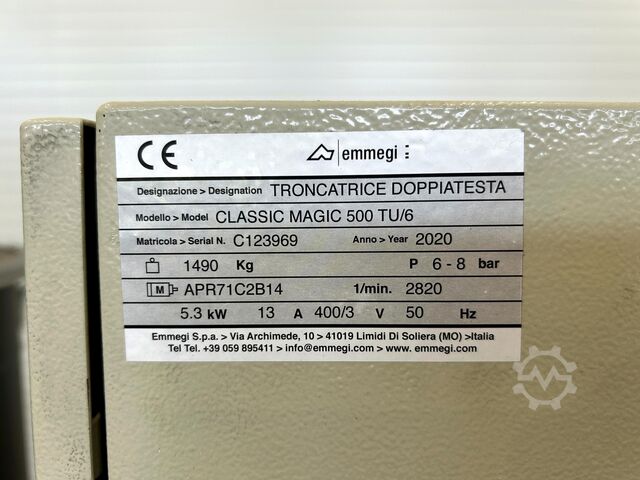 CE emmegi
Designazione > Designation TRONCATRICE DOPPIATESTA
Modello > Model CLASSIC MAGIC 500 TU/6
Matricola > Serial N. C123969 Anno > Year 2020
1490 Kg P 6 - 8 bar
M APR71C2B14 1/min. 2820
5.3 kW 13 A 400/3 V 50 Hz
Emmegi S.p.a. > Via Archimede, 10 > 41019 Limidi Di Soliera (MO) >Italia
Tel Tel. +39 059 895411 > info@emmegi.com > www. emmegi.com